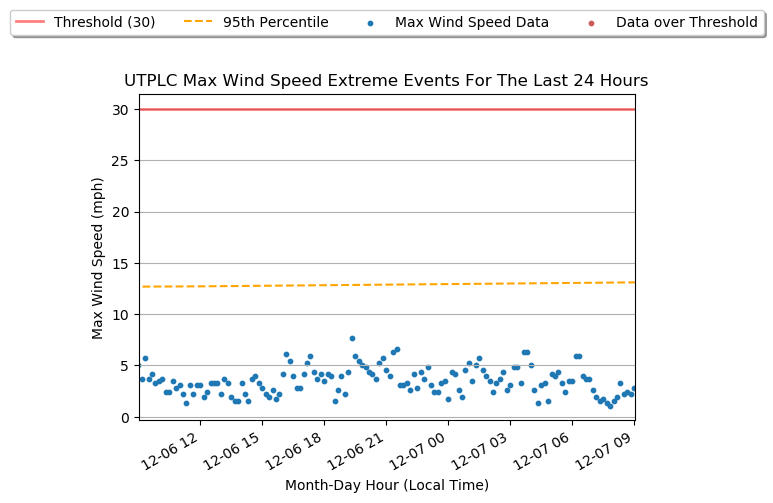 Threshold (30) 95th Percentile Max Wind Speed Data Data over Threshold
UTPLC Max Wind Speed Extreme Events For The Last 24 Hours
30
25
20
15
10
5
0
Max Wind Speed (mph)
12-06 12 12-06 15 12-06 18 12-06 21 12-07 00 12-07 03 12-07 06 12-07 09
Month-Day Hour (Local Time)